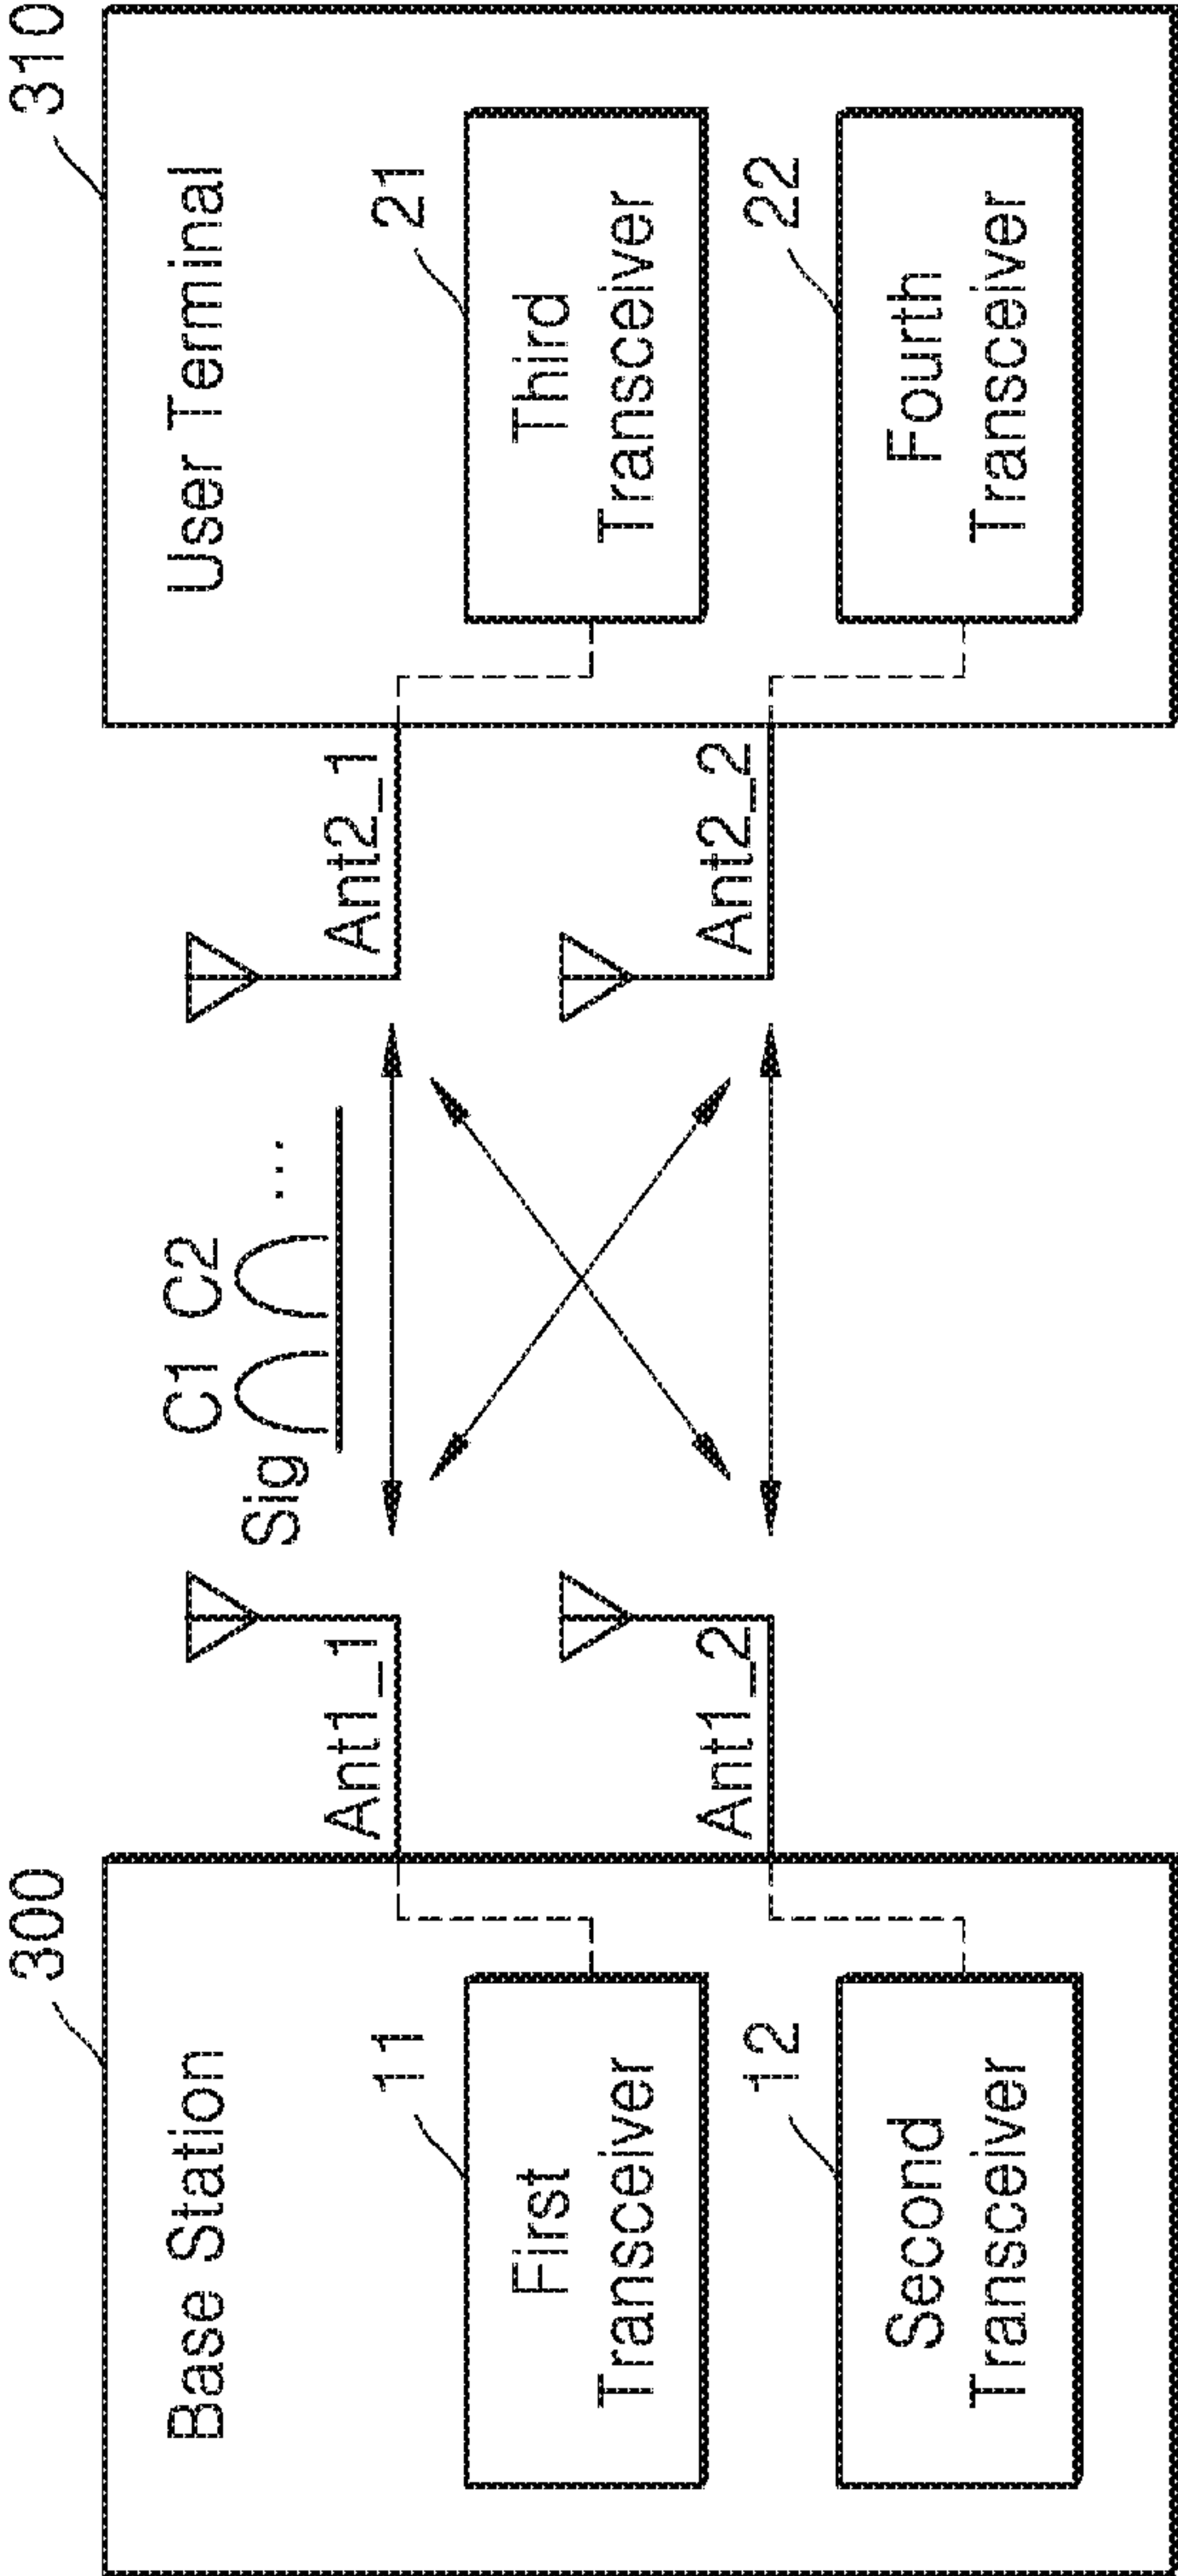 300
Base Station
11
First
Transceiver
12
Second
Transceiver
Ant1_1
Ant1_2
Sig
C1 C2
...
Ant2_1
Ant2_2
310
User Terminal
21
Third
Transceiver
22
Fourth
Transceiver